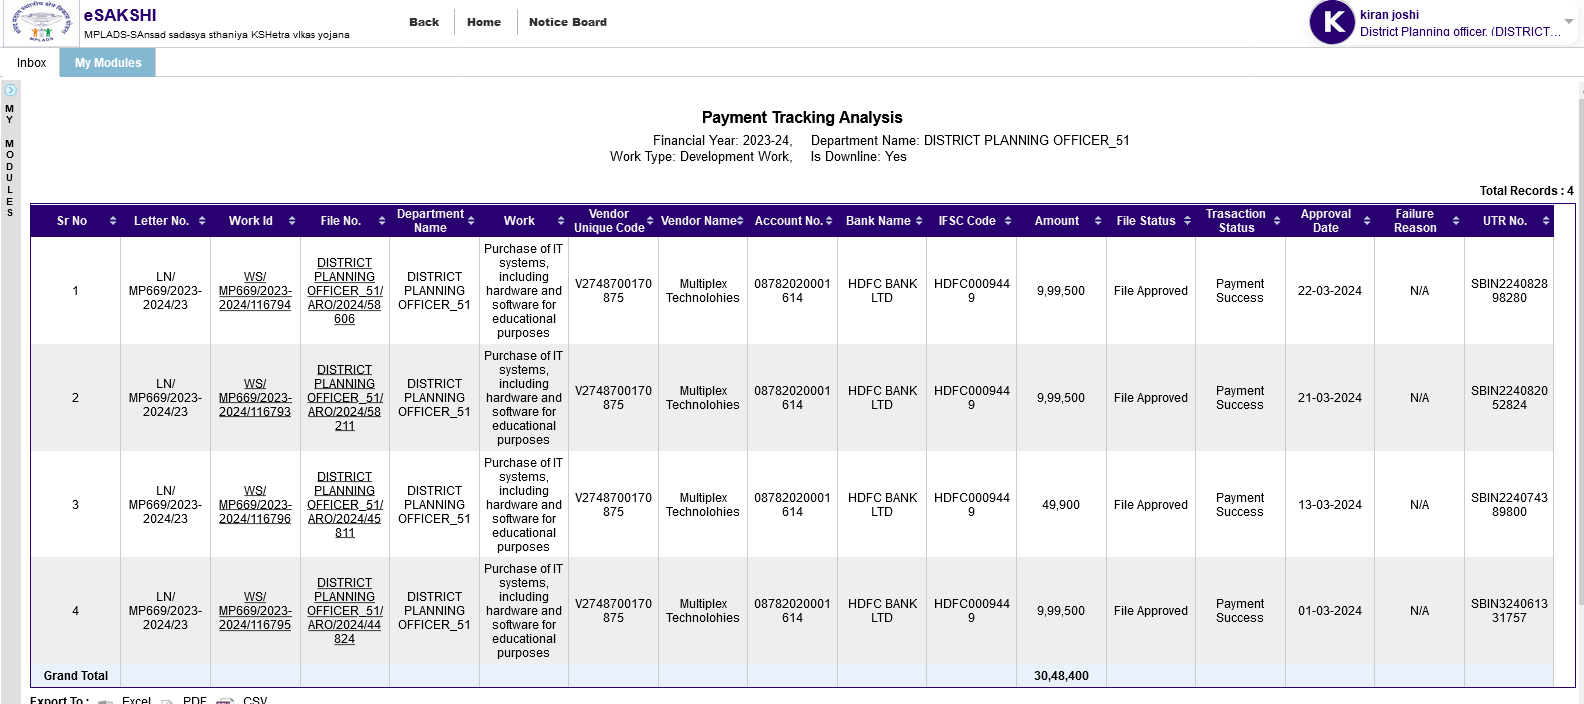 eSAKSHI
MPLADS-SAnsad sadasya sthaniya KSHetra vIkas yojana
Back Home Notice Board
K
kiran joshi
District Planning officer. (DISTRICT...
MPLADS
Inbox My Modules
MY MODULES
Payment Tracking Analysis
Financial Year: 2023-24, Department Name: DISTRICT PLANNING OFFICER_51
Work Type: Development Work, Is Downline: Yes
Total Records : 4
Sr No Letter No. Work Id File No. Department Name Work Vendor Unique Code Vendor Name Account No. Bank Name IFSC Code Amount File Status Trasaction Status Approval Date Failure Reason UTR No.
1 LN/MP669/2023-2024/23 WS/MP669/2023-2024/116794 DISTRICT PLANNING OFFICER_51/ARO/2024/58606 DISTRICT PLANNING OFFICER_51 Purchase of IT systems, including hardware and software for educational purposes V2748700170875 Multiplex Technolohies 08782020001614 HDFC BANK LTD HDFC0009449 9,99,500 File Approved Payment Success 22-03-2024 N/A SBIN224082898280
2 LN/MP669/2023-2024/23 WS/MP669/2023-2024/116793 DISTRICT PLANNING OFFICER_51/ARO/2024/58211 DISTRICT PLANNING OFFICER_51 Purchase of IT systems, including hardware and software for educational purposes V2748700170875 Multiplex Technolohies 08782020001614 HDFC BANK LTD HDFC0009449 9,99,500 File Approved Payment Success 21-03-2024 N/A SBIN224082052824
3 LN/MP669/2023-2024/23 WS/MP669/2023-2024/116796 DISTRICT PLANNING OFFICER_51/ARO/2024/45811 DISTRICT PLANNING OFFICER_51 Purchase of IT systems, including hardware and software for educational purposes V2748700170875 Multiplex Technolohies 08782020001614 HDFC BANK LTD HDFC0009449 49,900 File Approved Payment Success 13-03-2024 N/A SBIN224074389800
4 LN/MP669/2023-2024/23 WS/MP669/2023-2024/116795 DISTRICT PLANNING OFFICER_51/ARO/2024/44824 DISTRICT PLANNING OFFICER_51 Purchase of IT systems, including hardware and software for educational purposes V2748700170875 Multiplex Technolohies 08782020001614 HDFC BANK LTD HDFC0009449 9,99,500 File Approved Payment Success 01-03-2024 N/A SBIN324061331757
Grand Total 30,48,400
Export To : Excel PDF CSV